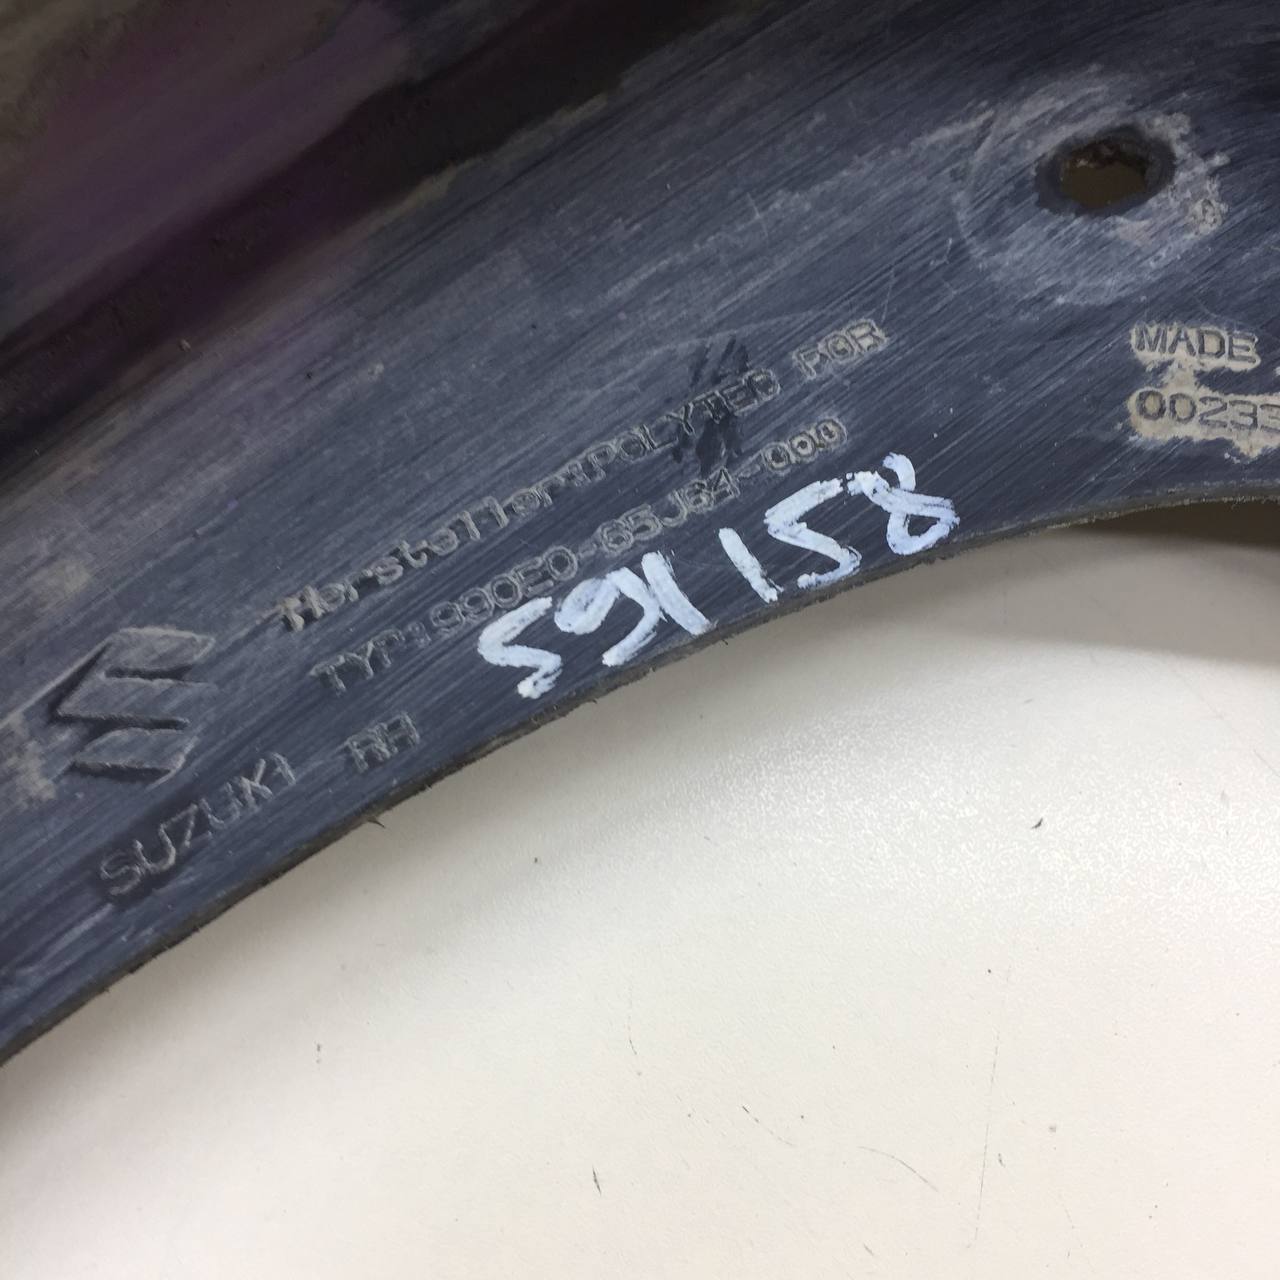 Hersteller:POLYTEC FOR
TYP:990E0-65J64-000
SUZUKI RH
591158
MADE
00233